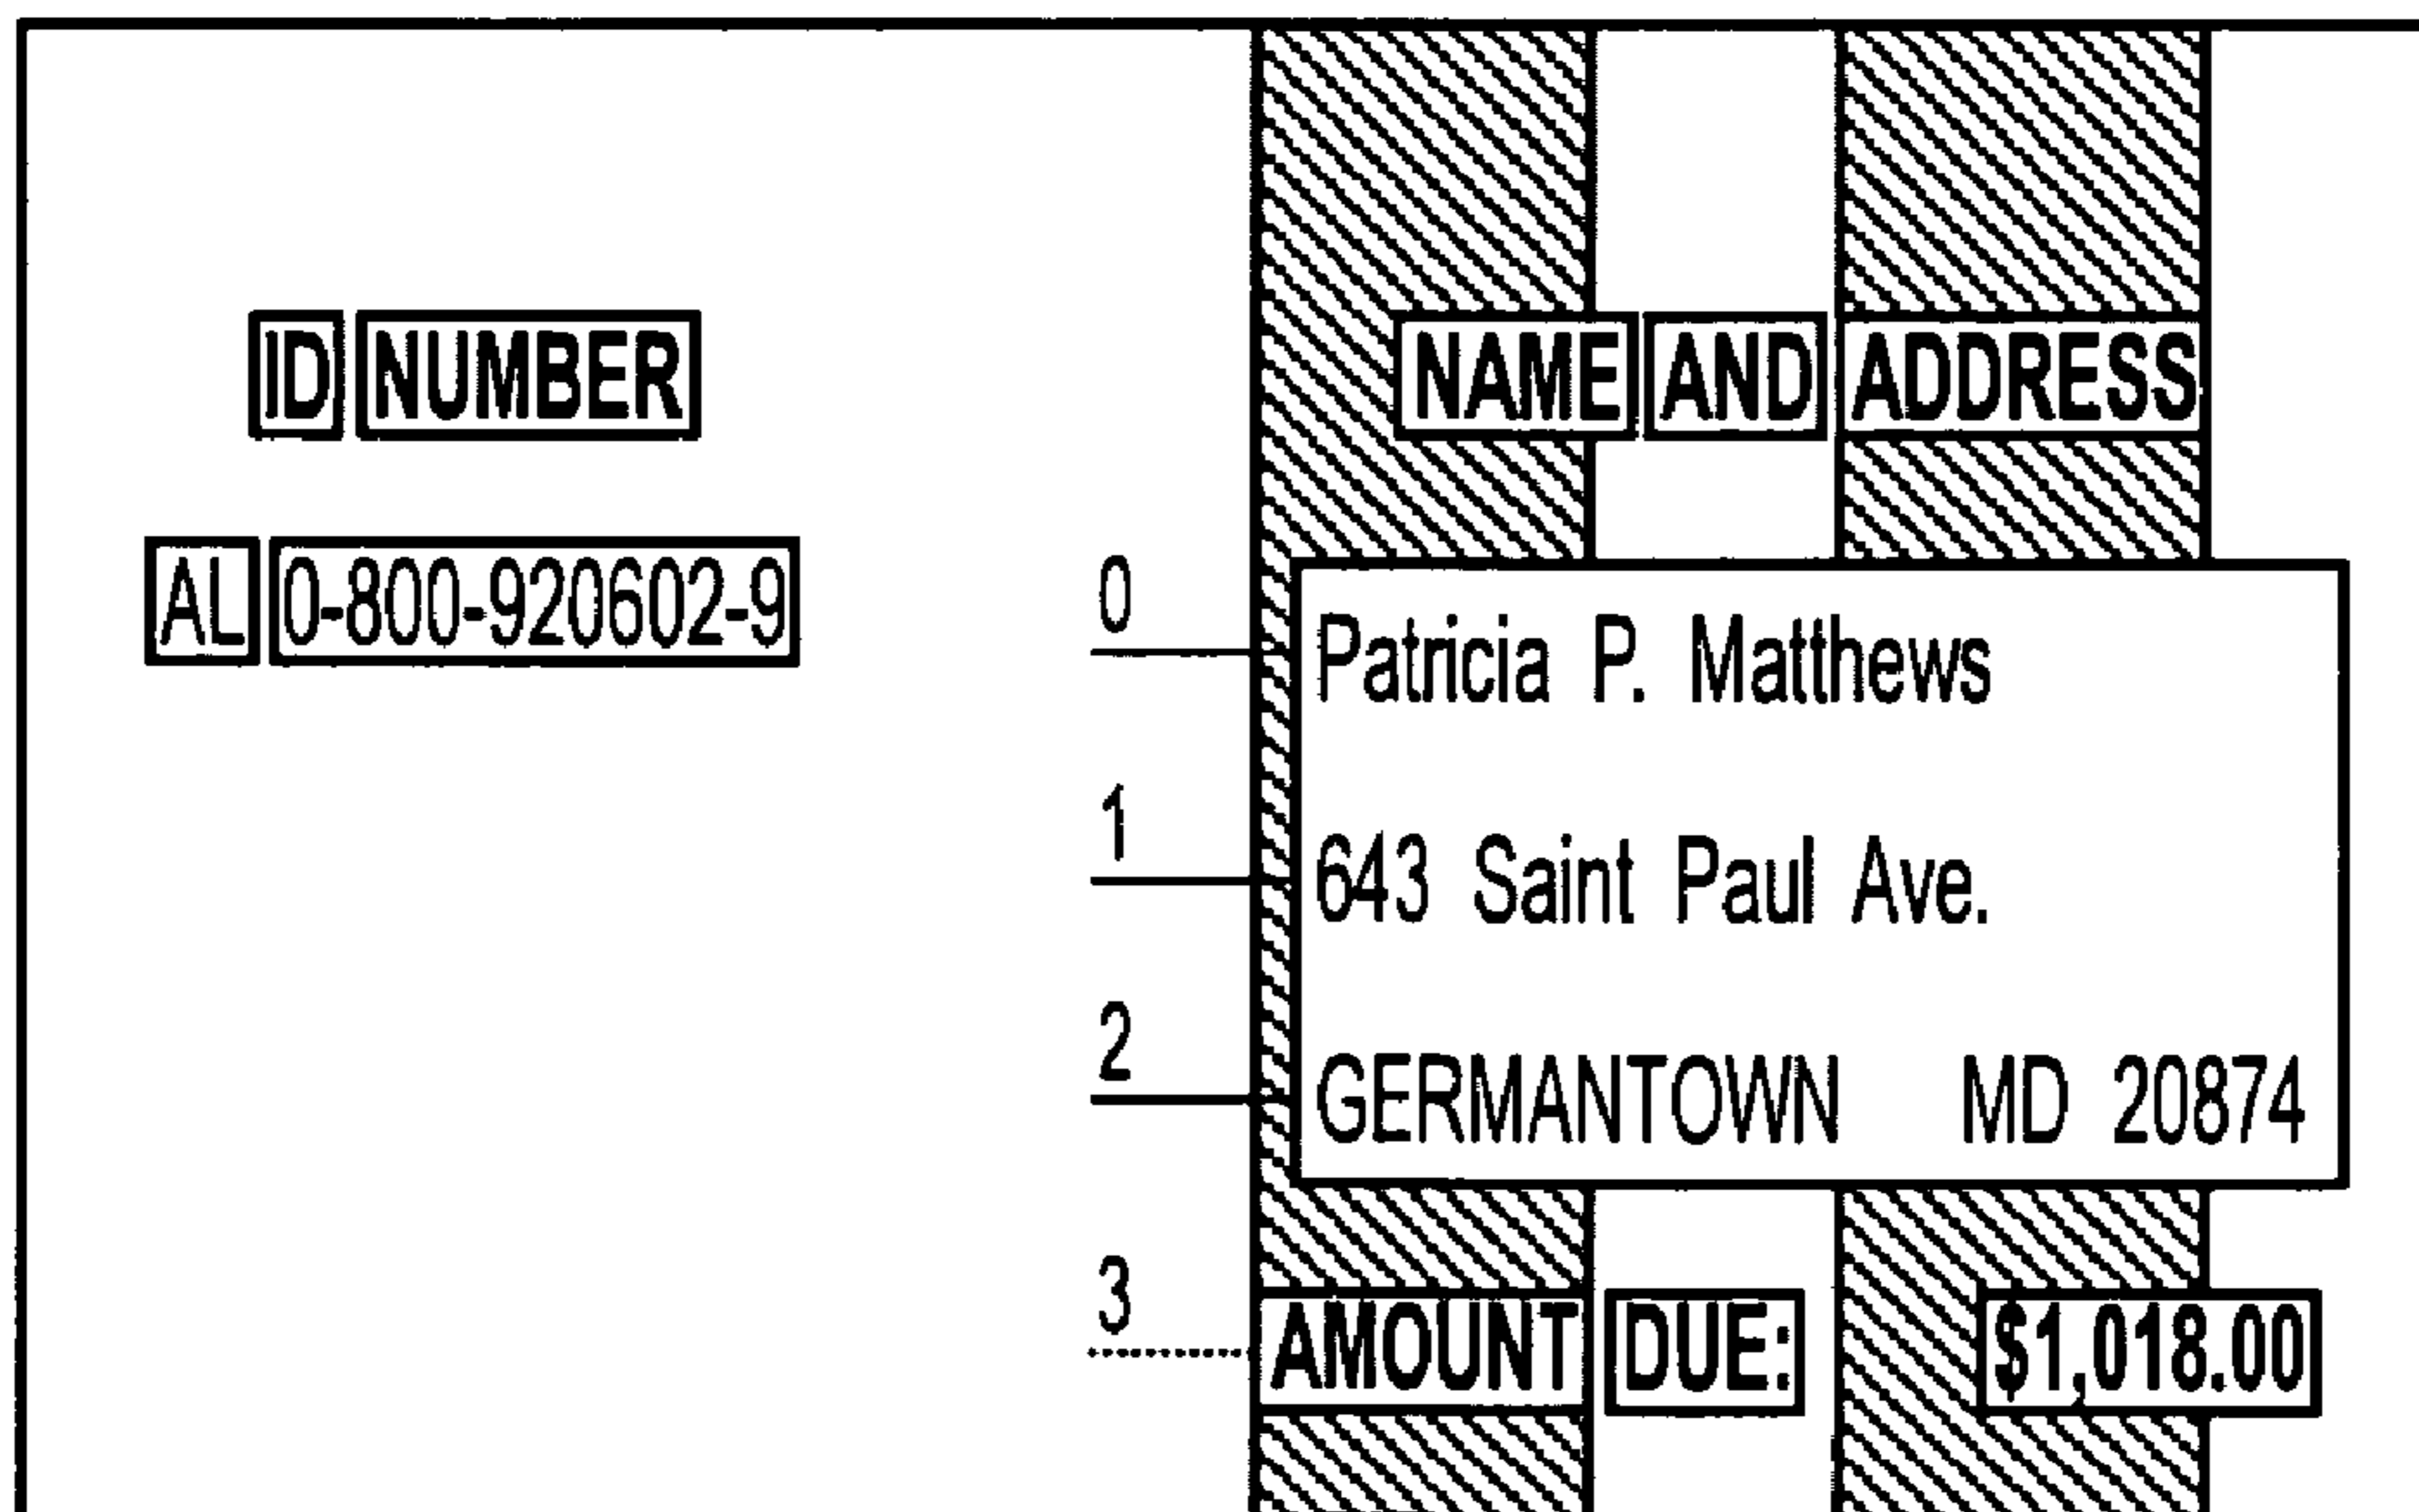 ID NUMBER NAME AND ADDRESS
AL 0-800-920602-9
0 Patricia P. Matthews
1 643 Saint Paul Ave.
2 GERMANTOWN MD 20874
3 AMOUNT DUE: $1,018.00